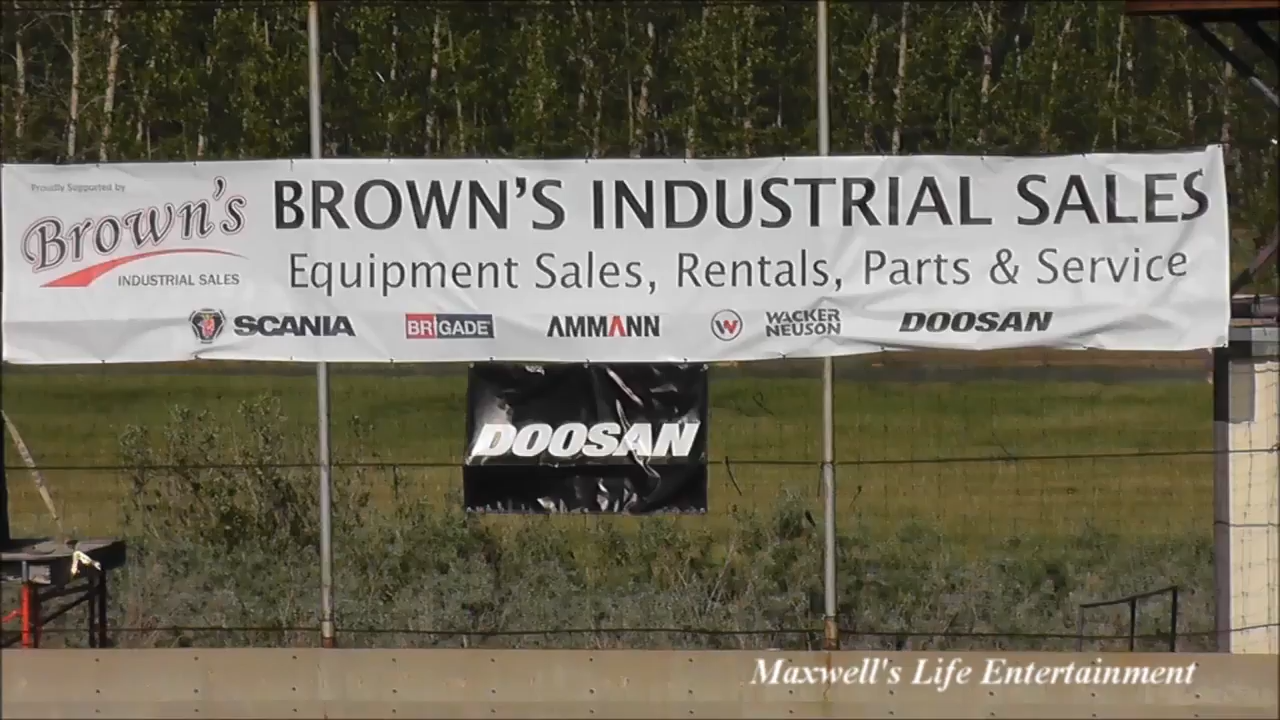 Proudly Supported by
Brown's
INDUSTRIAL SALES
BROWN'S INDUSTRIAL SALES
Equipment Sales, Rentals, Parts & Service
SCANIA
BRIGADE
AMMANN
WACKER
NEUSON
DOOSAN
DOOSAN
Maxwell's Life Entertainment